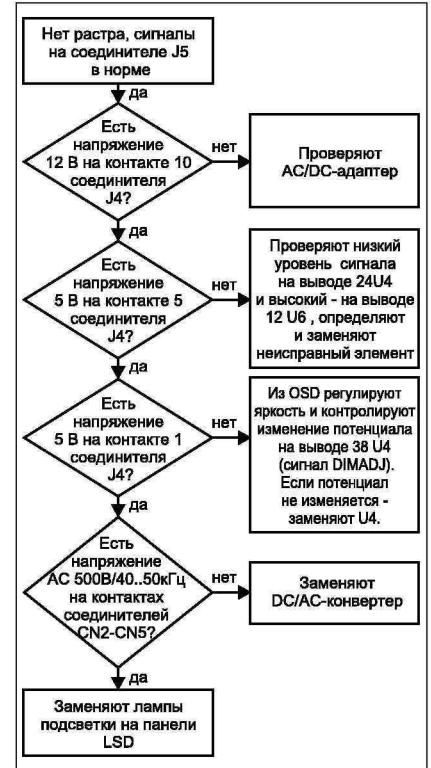 Нет растра, сигналы
на соединителе J5
в норме
да
Есть
напряжение
12 В на контакте 10
соединителя
J4?
нет
Проверяют
AC/DC-адаптер
да
Есть
напряжение
5 В на контакте 5
соединителя
J4?
нет
Проверяют низкий
уровень сигнала
на выводе 24U4
и высокий - на выводе
12 U6 , определяют
и заменяют
неисправный элемент
да
Есть
напряжение
5 В на контакте 1
соединителя
J4?
нет
Из OSD регулируют
яркость и контролируют
изменение потенциала
на выводе 38 U4
(сигнал DIMADJ).
Если потенциал
не изменяется -
заменяют U4.
да
Есть
напряжение
AC 500В/40..50кГц
на контактах
соединителей
CN2-CN5?
нет
Заменяют
DC/AC-конвертер
да
Заменяют лампы
подсветки на панели
LSD